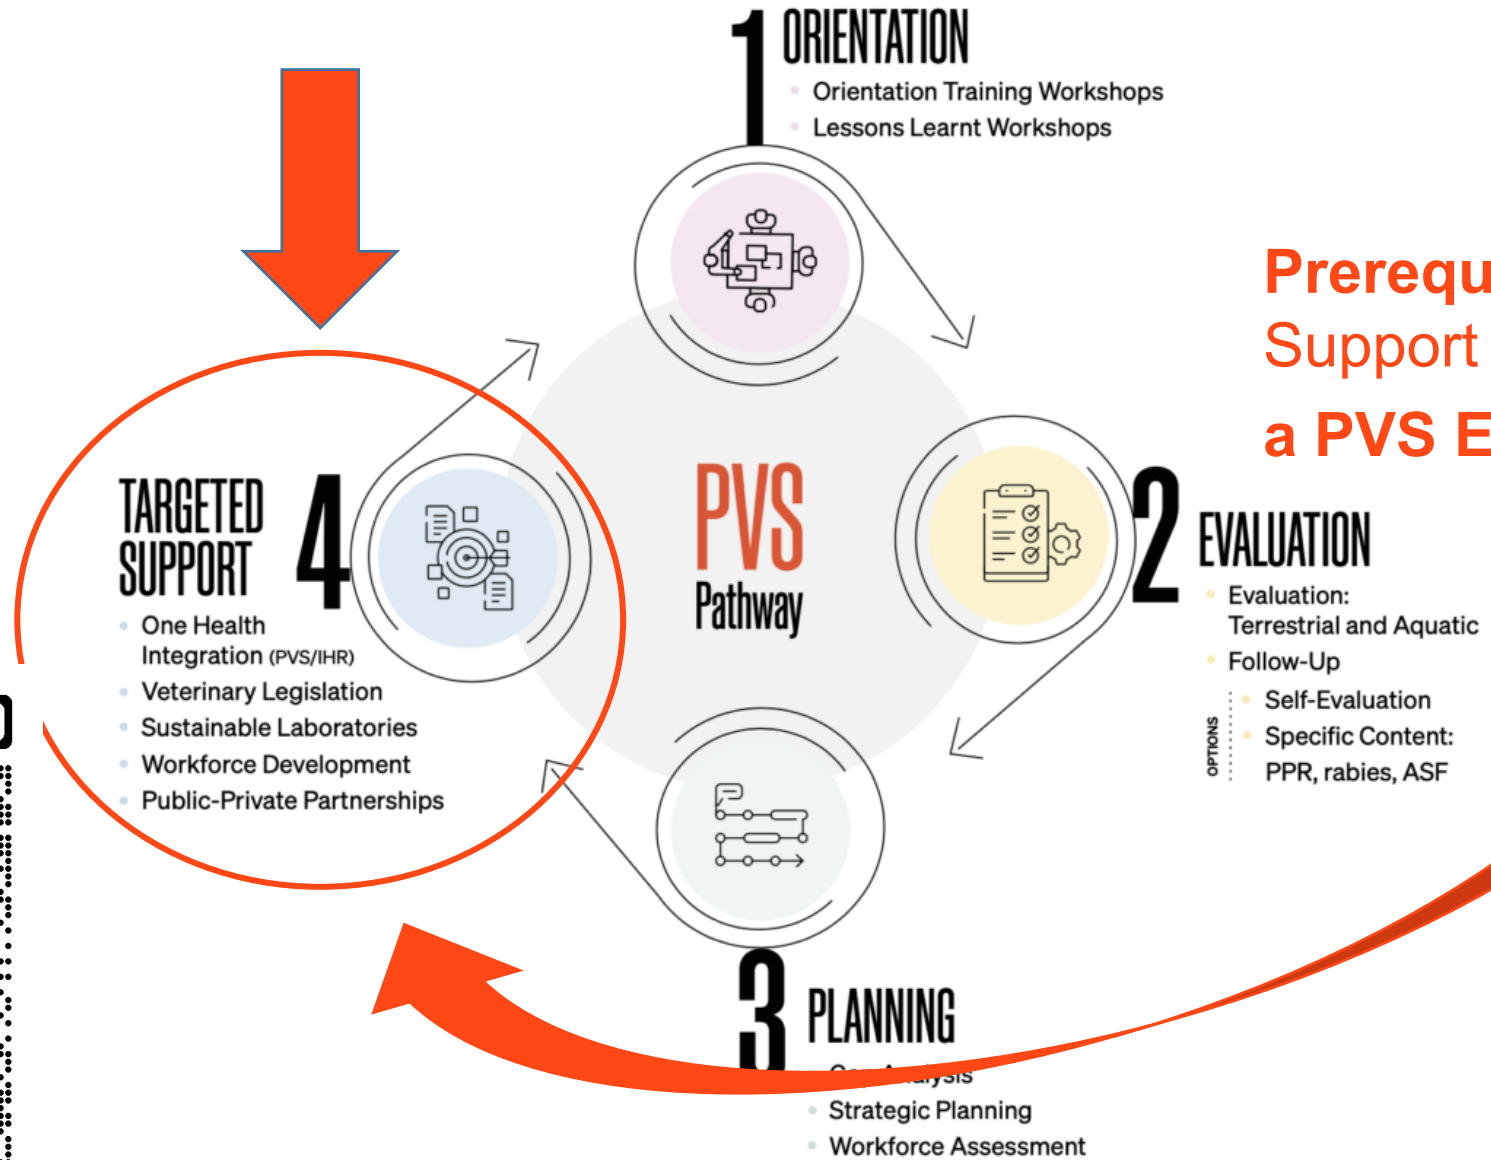 1 ORIENTATION
Orientation Training Workshops
Lessons Learnt Workshops
Support
a PVS
PVS
Pathway
TARGETED
SUPPORT
4
One Health
Integration (PVS/IHR)
Veterinary Legislation
Sustainable Laboratories
Workforce Development
Public-Private Partnerships
2 EVALUATION
Evaluation:
Terrestrial and Aquatic
Follow-Up
OPTIONS
Self-Evaluation
Specific Content:
PPR, rabies, ASF
3 PLANNING
Strategic Planning
Workforce Assessment